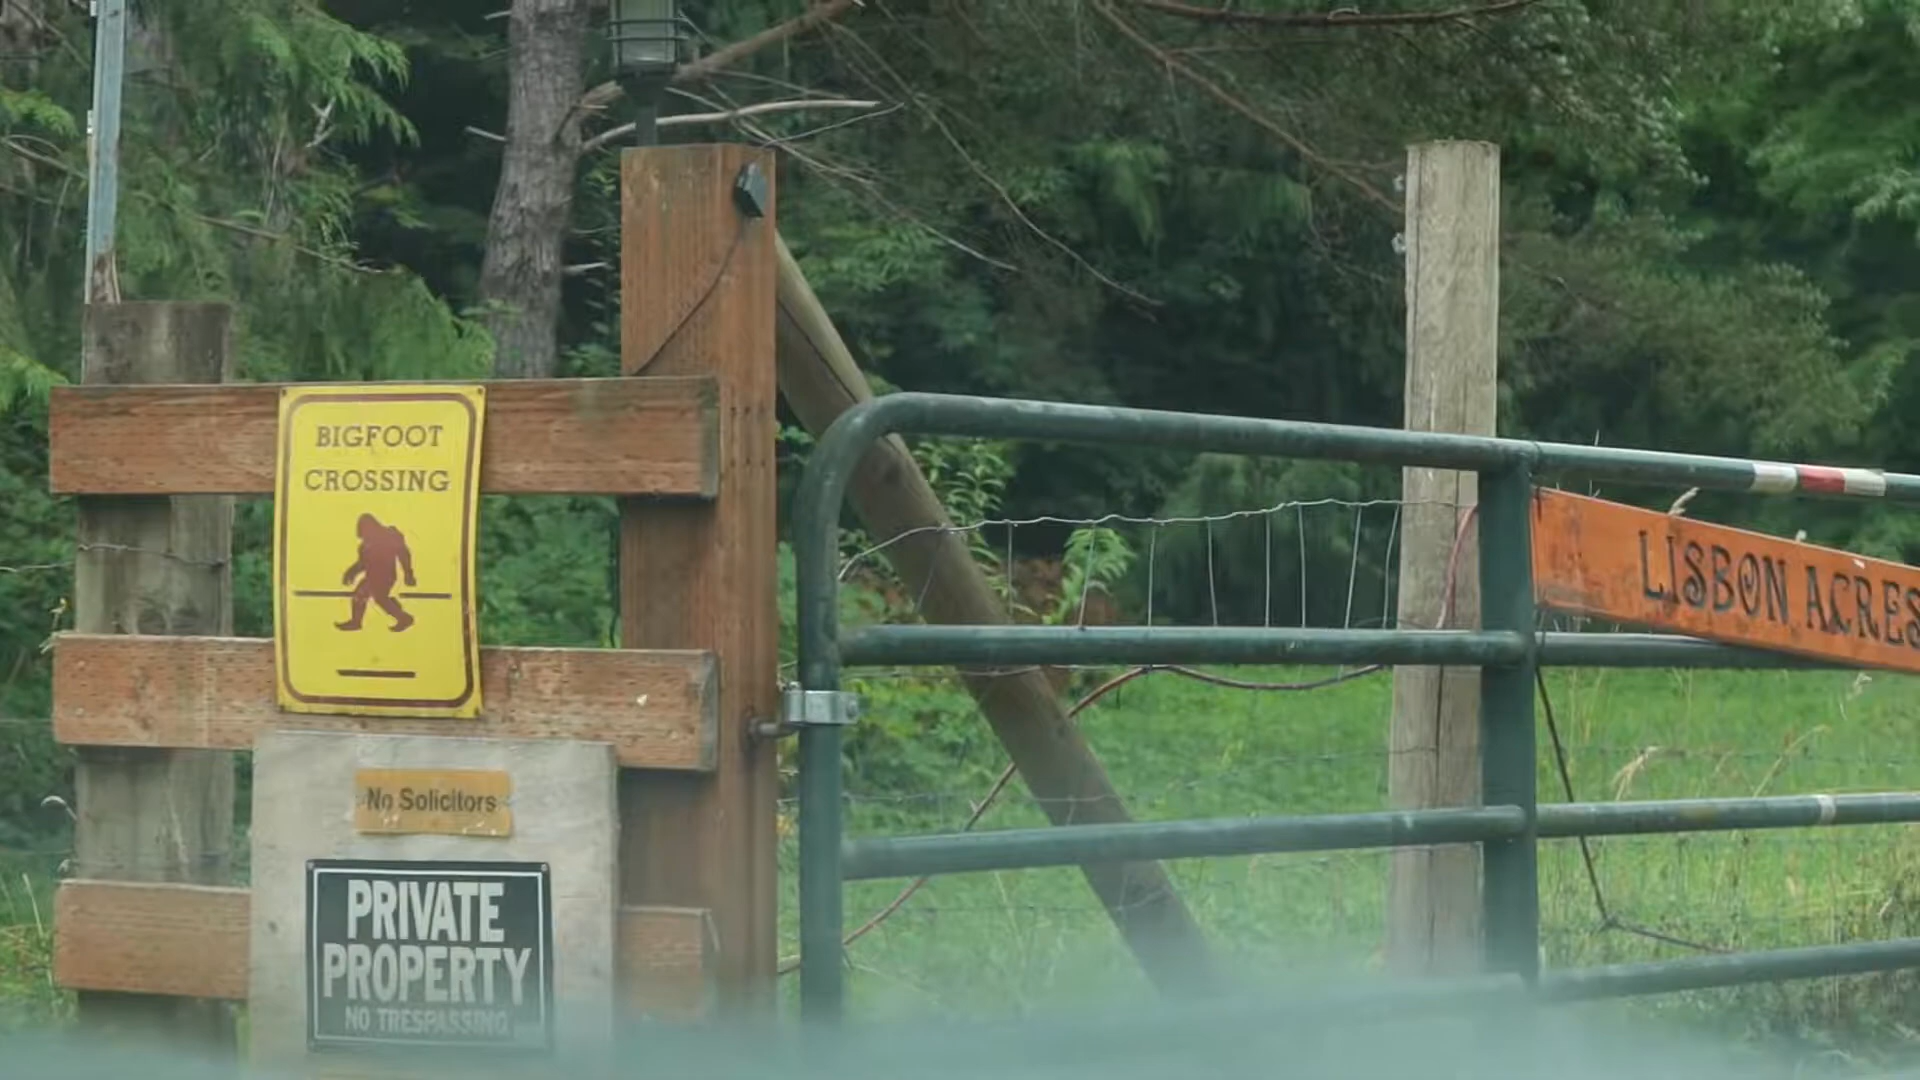 BIGFOOT
CROSSING
LISBON ACRES
No Solicitors
PRIVATE
PROPERTY
NO TRESPASSING